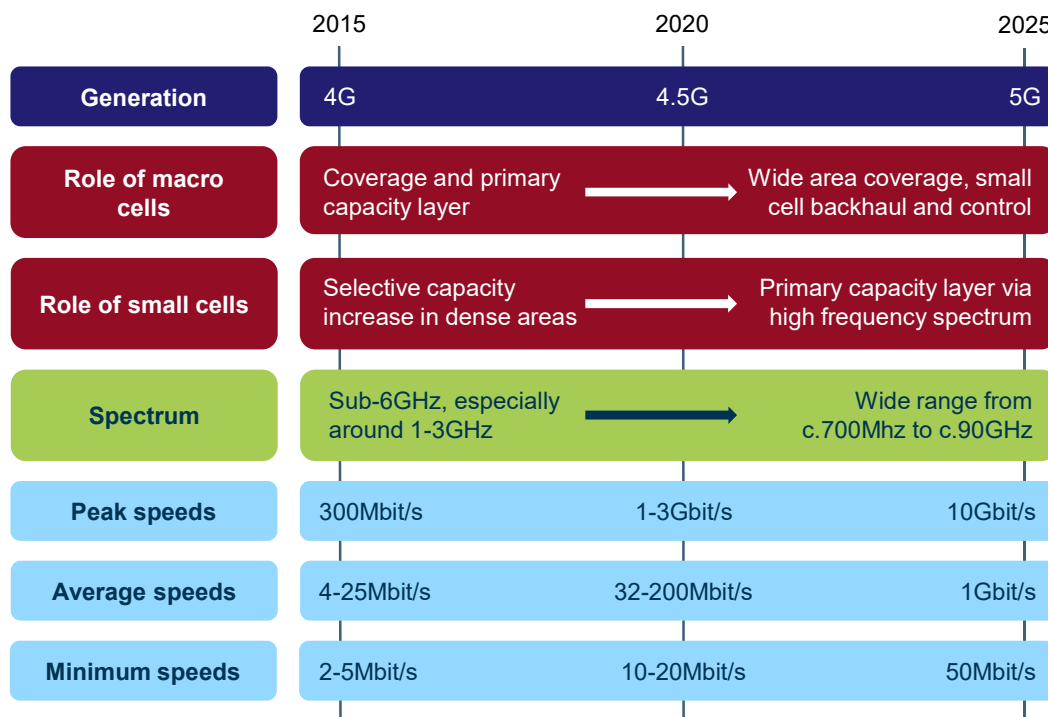 2015 2020 2025
Generation 4G 4.5G 5G
Role of macro
cells
Coverage and primary
capacity layer
Wide area coverage, small
cell backhaul and control
Role of small cells
Selective capacity
increase in dense areas
Primary capacity layer via
high frequency spectrum
Spectrum
Sub-6GHz, especially
around 1-3GHz
Wide range from
c.700Mhz to c.90GHz
Peak speeds 300Mbit/s 1-3Gbit/s 10Gbit/s
Average speeds 4-25Mbit/s 32-200Mbit/s 1Gbit/s
Minimum speeds 2-5Mbit/s 10-20Mbit/s 50Mbit/s